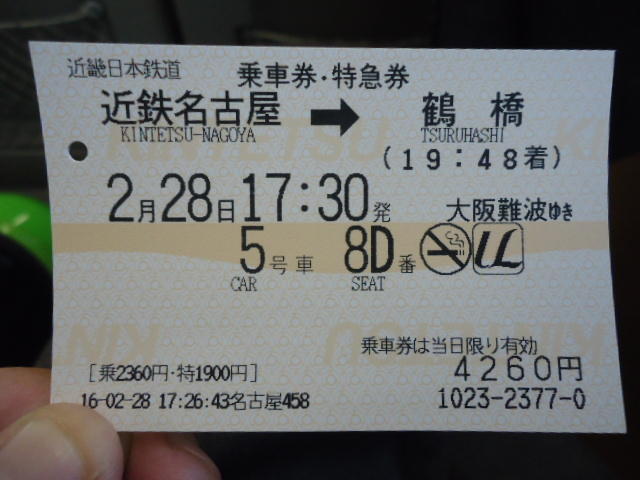 近畿日本鉄道 乗車券・特急券
近鉄名古屋 → 鶴橋
KINTETSU-NAGOYA TSURUHASHI
(19:48着)
2月28日 17:30発 大阪難波ゆき
5号車 8D番
CAR SEAT
乗車券は当日限り有効
4260円
[乗2360円・特1900円]
16-02-28 17:26:43名古屋458 1023-2377-0